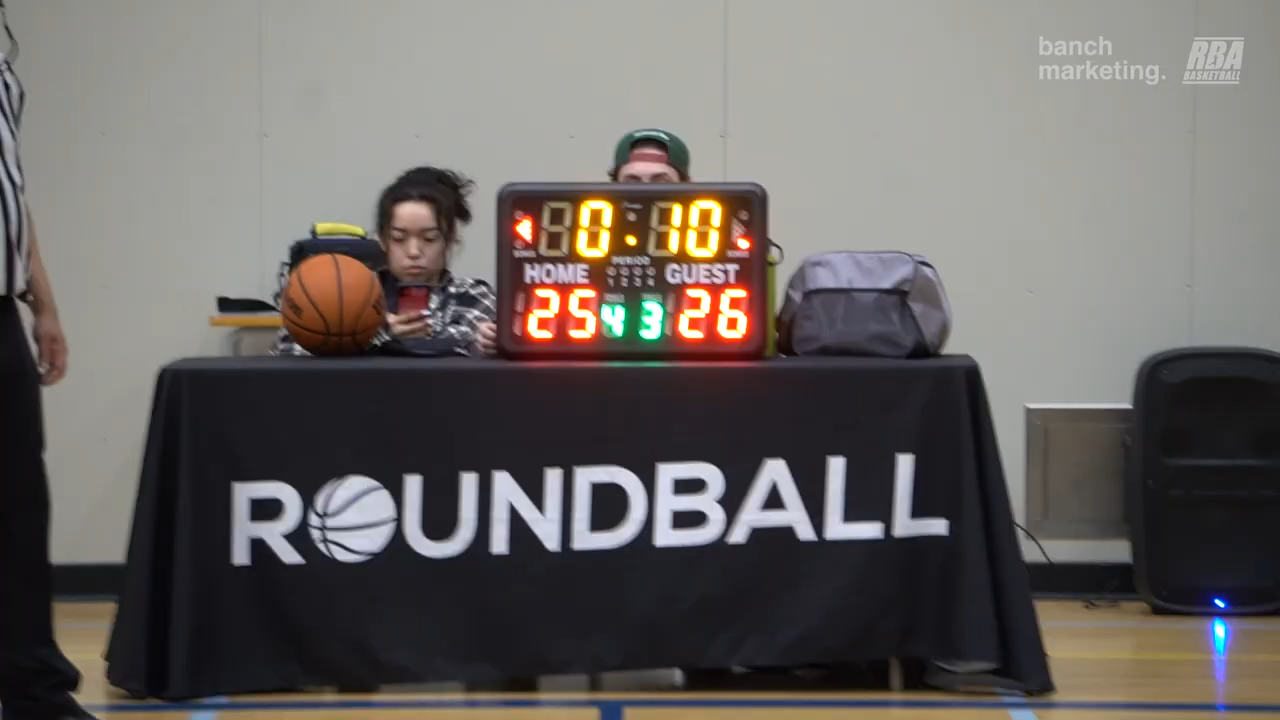 banch
marketing.
RBA
BASKETBALL
0:10
PERIOD
HOME
GUEST
1 2 3 4
25 4 3 26
ROUNDBALL